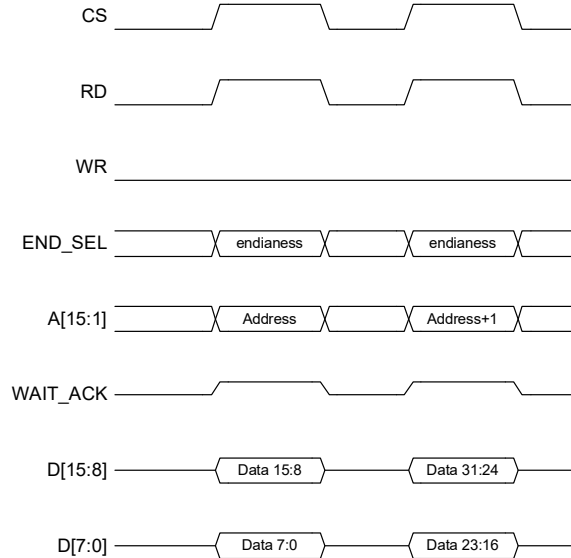 CS
RD
WR
END_SEL endianess endianess
A[15:1] Address Address+1
WAIT_ACK
D[15:8] Data 15:8 Data 31:24
D[7:0] Data 7:0 Data 23:16